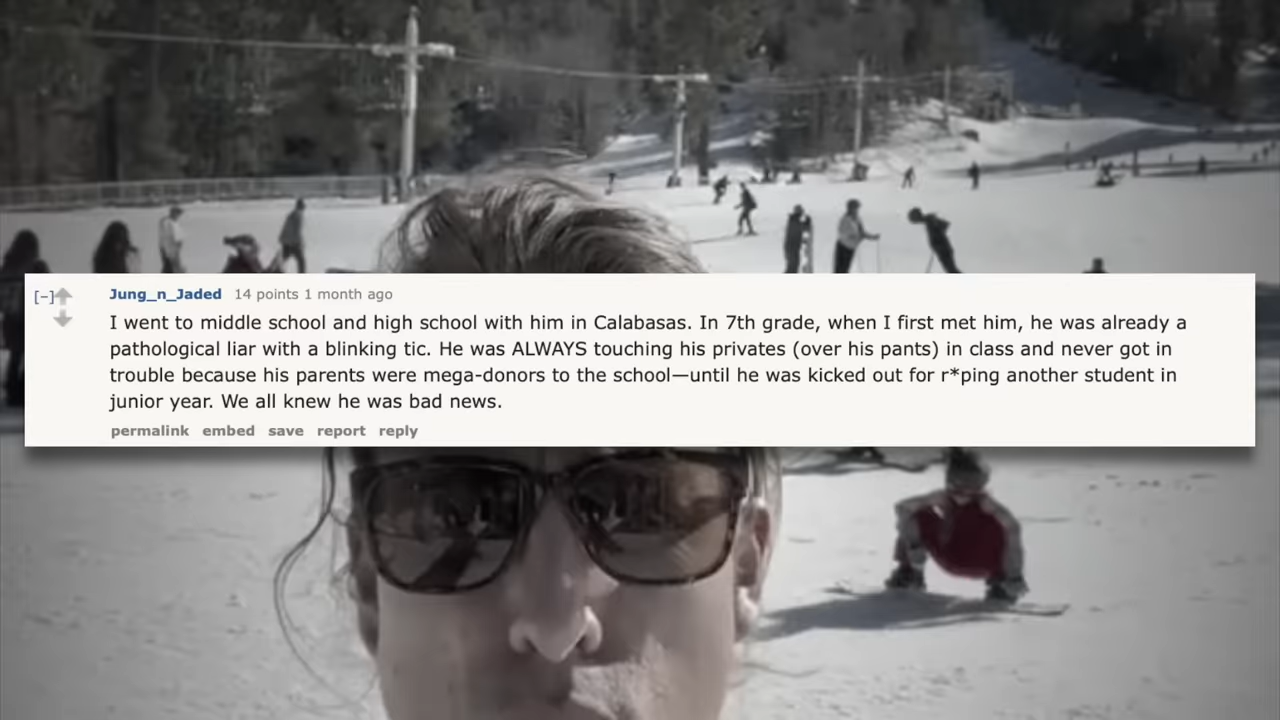 [–] Jung_n_Jaded 14 points 1 month ago
I went to middle school and high school with him in Calabasas. In 7th grade, when I first met him, he was already a
pathological liar with a blinking tic. He was ALWAYS touching his privates (over his pants) in class and never got in
trouble because his parents were mega-donors to the school—until he was kicked out for r*ping another student in
junior year. We all knew he was bad news.
permalink embed save report reply